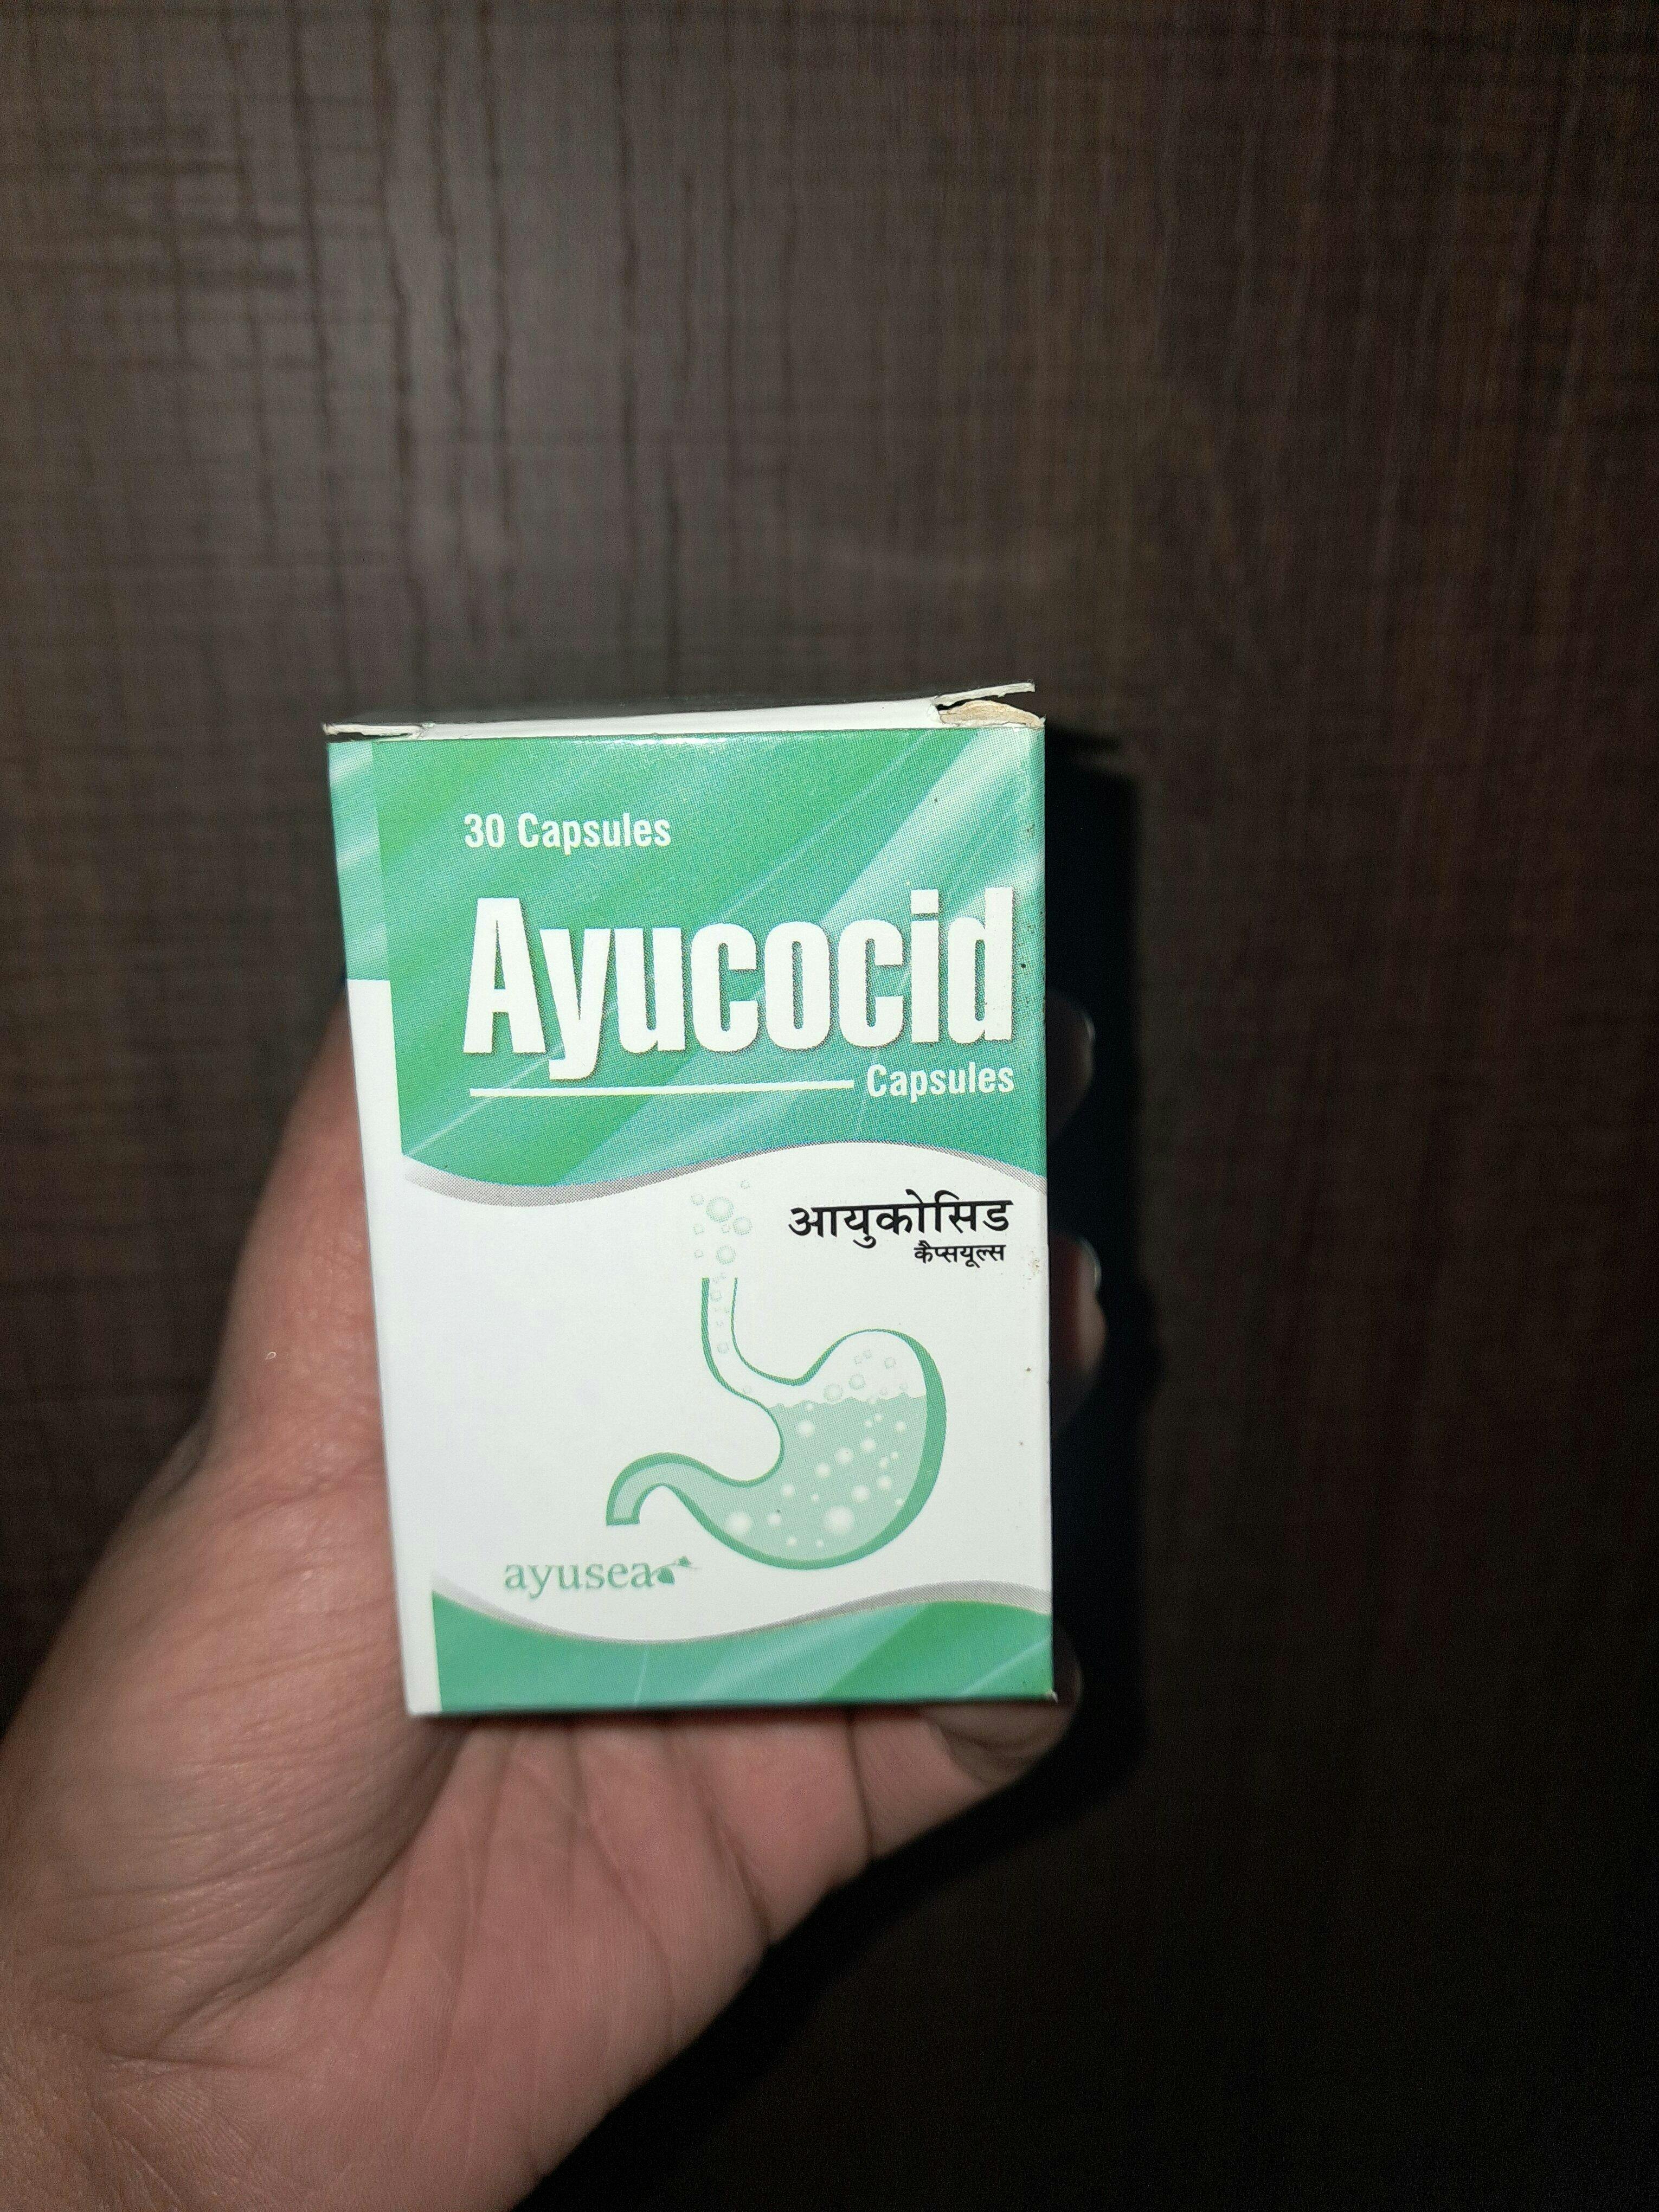 30 Capsules
Ayucocid
Capsules
आयुकोसिड
कैप्सयूल्स
ayusea